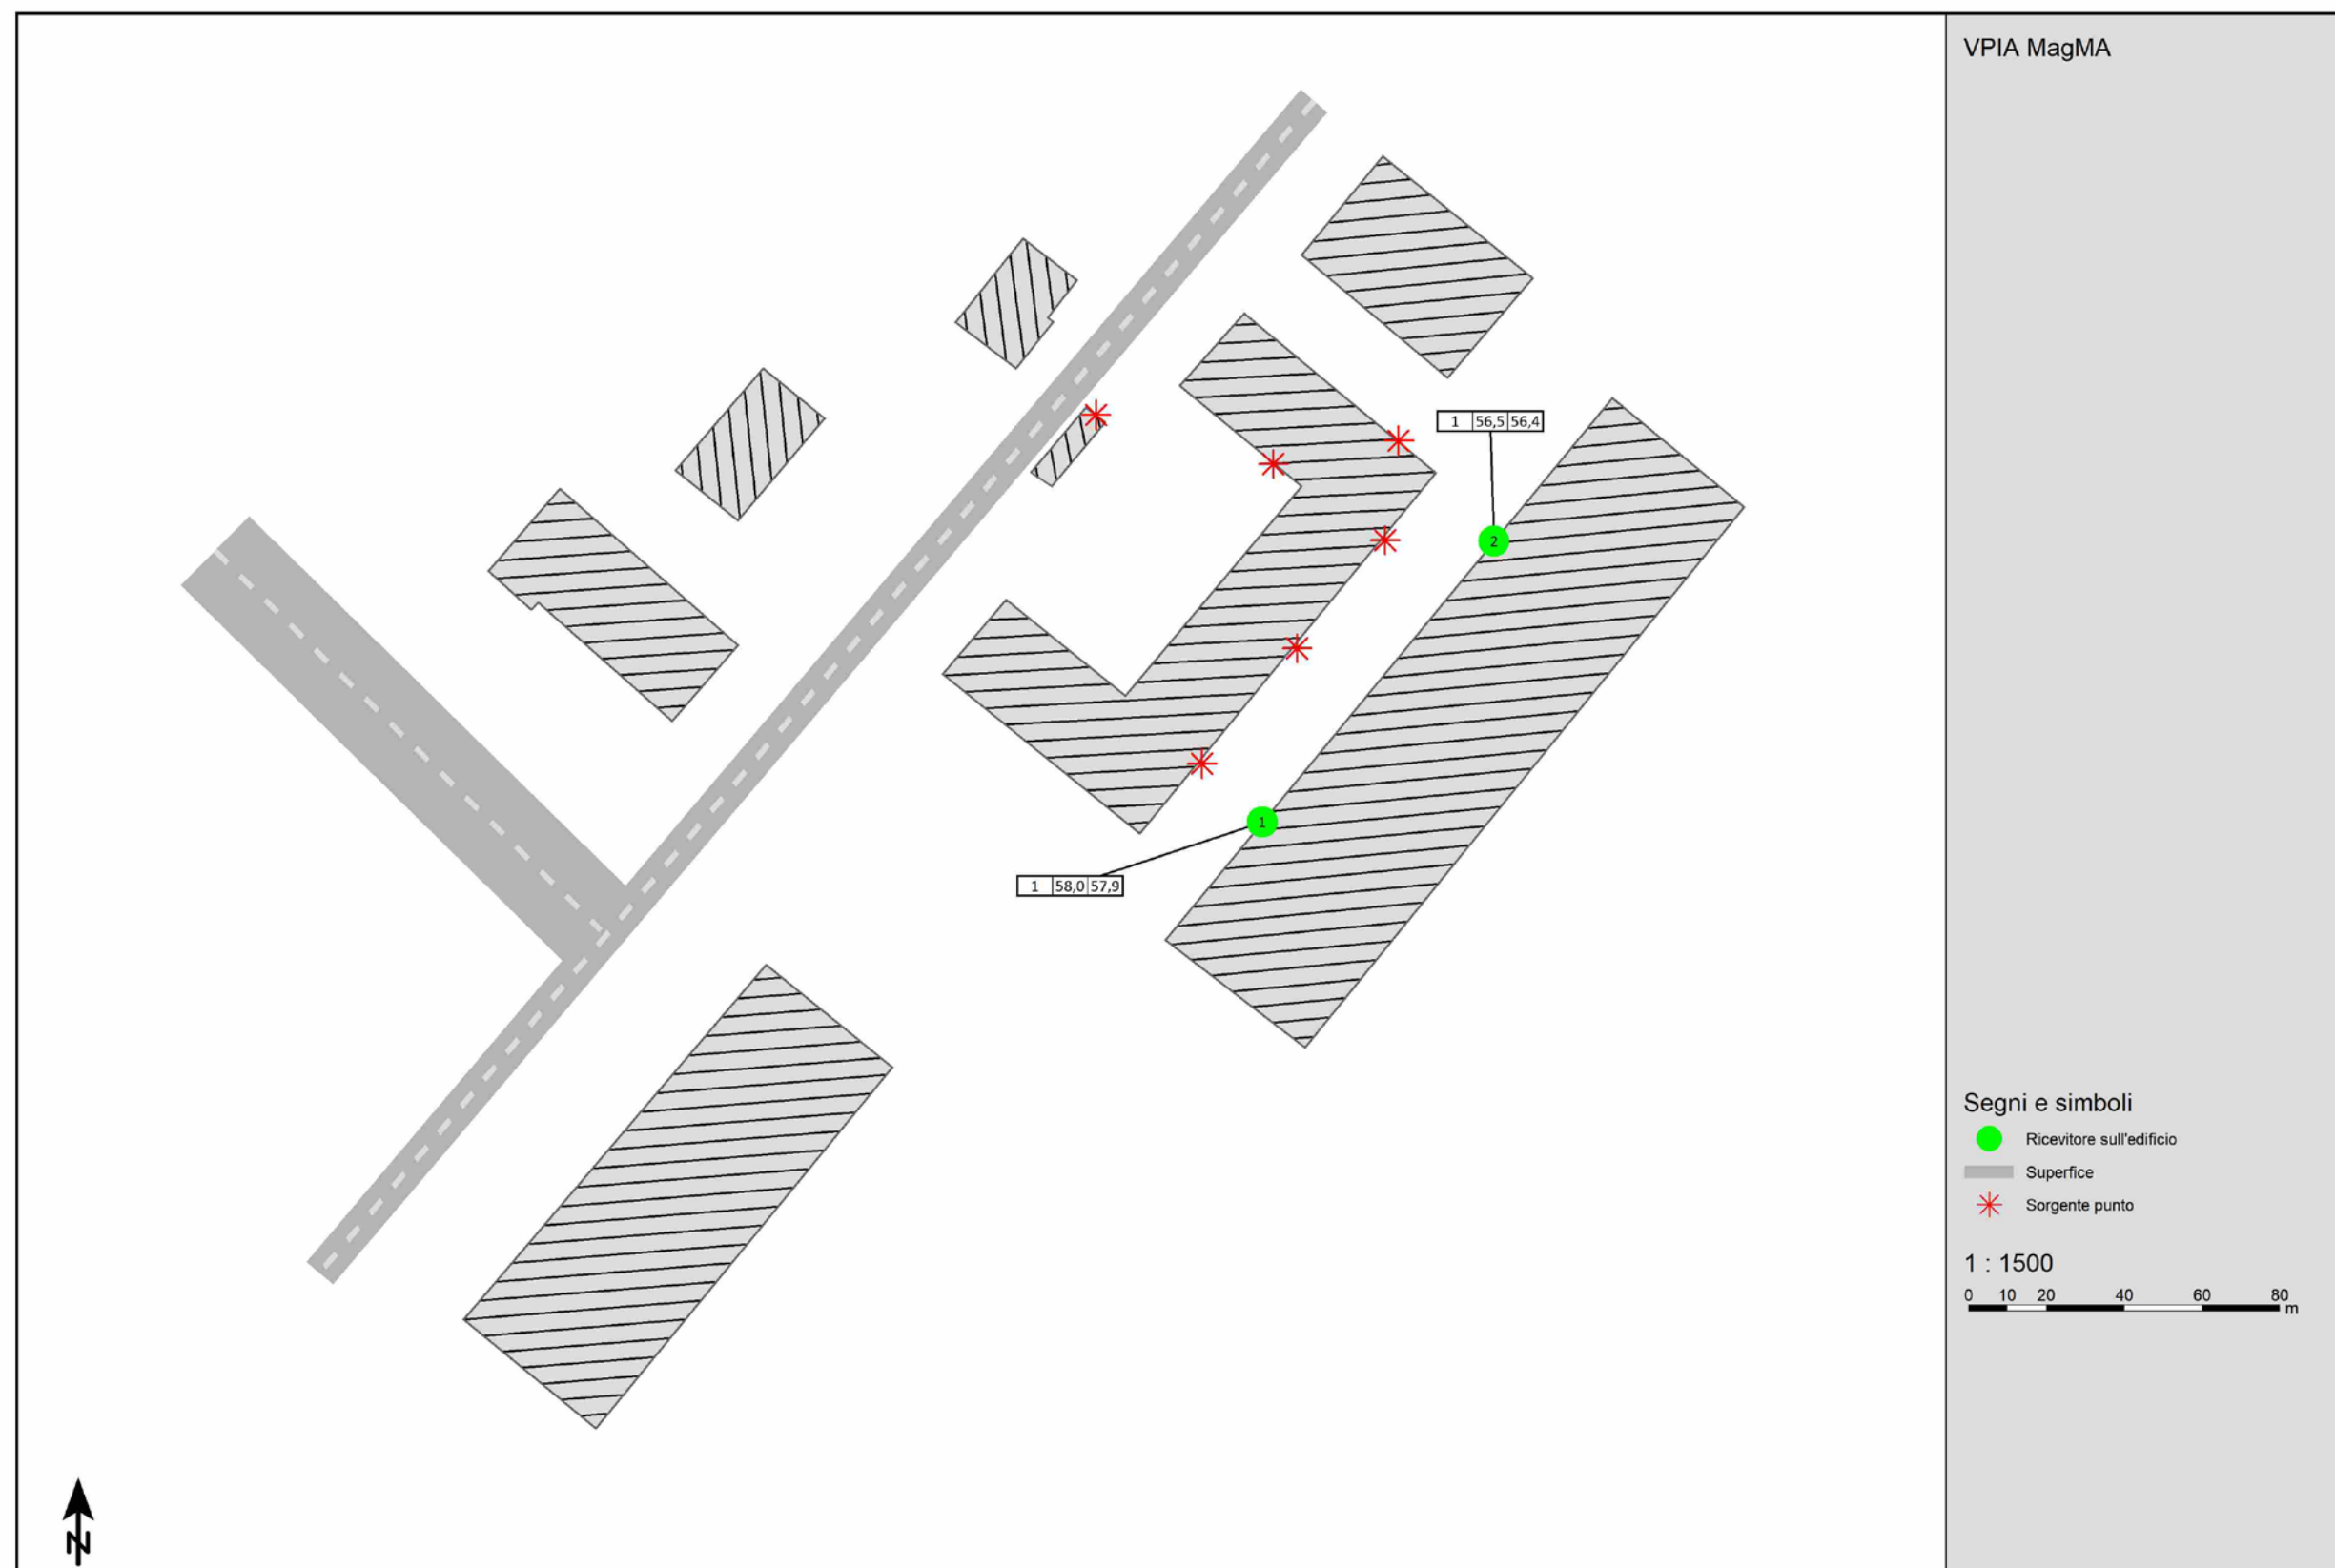 VPIA MagMA
1 56,5 56,4
2
1
1 58,0 57,9
Segni e simboli
Ricevitore sull'edificio
Superfice
Sorgente punto
1 : 1500
0 10 20 40 60 80
m
N